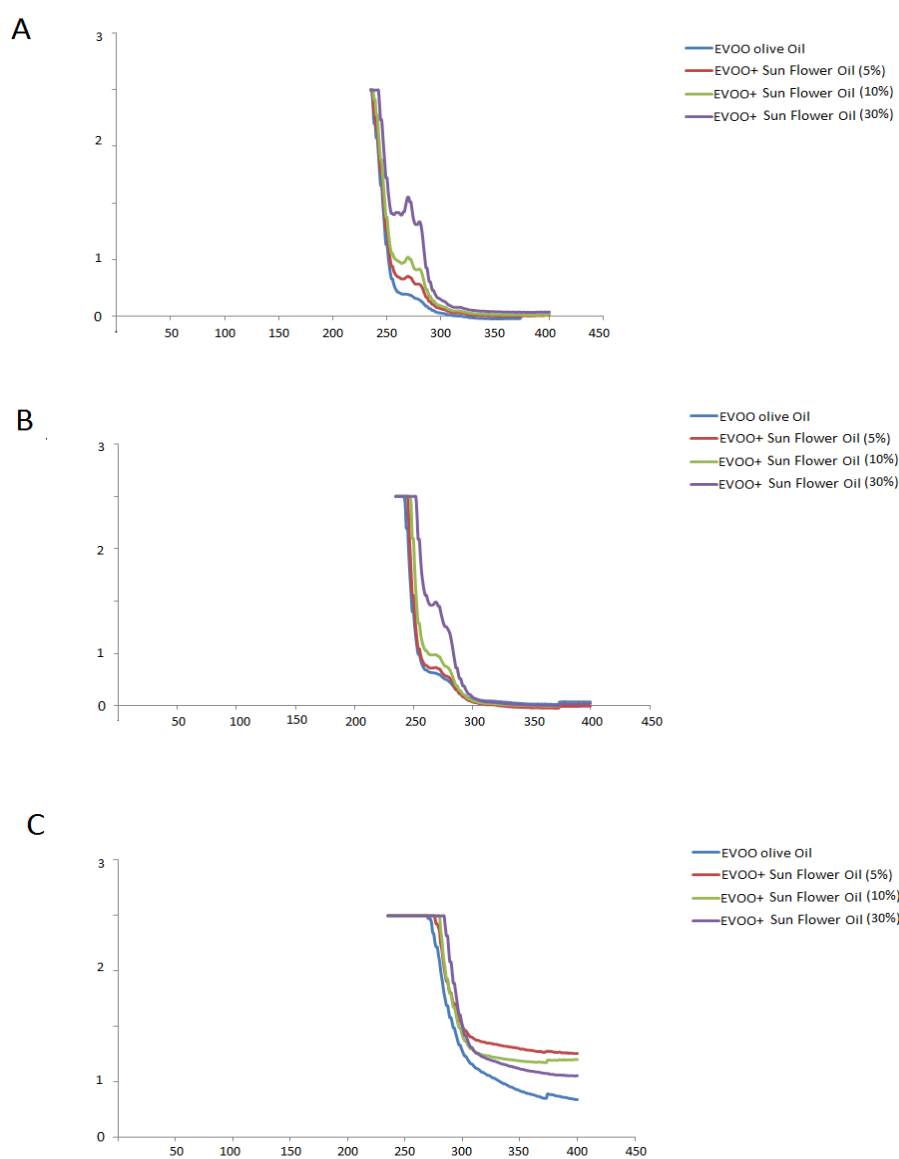 A
3
2
1
0
50 100 150 200 250 300 350 400 450
EVOO olive Oil
EVOO+ Sun Flower Oil (5%)
EVOO+ Sun Flower Oil (10%)
EVOO+ Sun Flower Oil (30%)
B
3
2
1
0
50 100 150 200 250 300 350 400 450
EVOO olive Oil
EVOO+ Sun Flower Oil (5%)
EVOO+ Sun Flower Oil (10%)
EVOO+ Sun Flower Oil (30%)
C
3
2
1
0
50 100 150 200 250 300 350 400 450
EVOO olive Oil
EVOO+ Sun Flower Oil (5%)
EVOO+ Sun Flower Oil (10%)
EVOO+ Sun Flower Oil (30%)